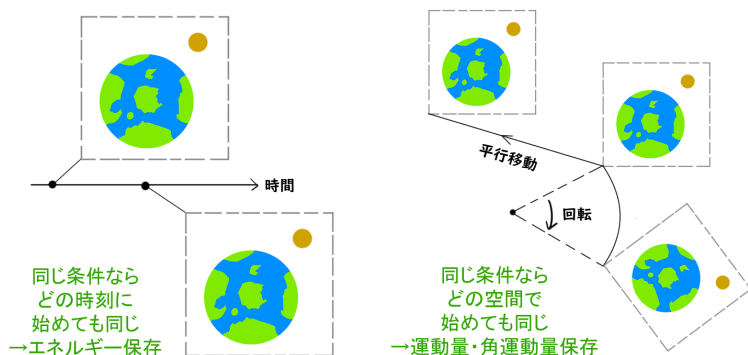 時間
同じ条件なら
どの時刻に
始めても同じ
→エネルギー保存
平行移動
回転
同じ条件なら
どの空間で
始めても同じ
→運動量・角運動量保存